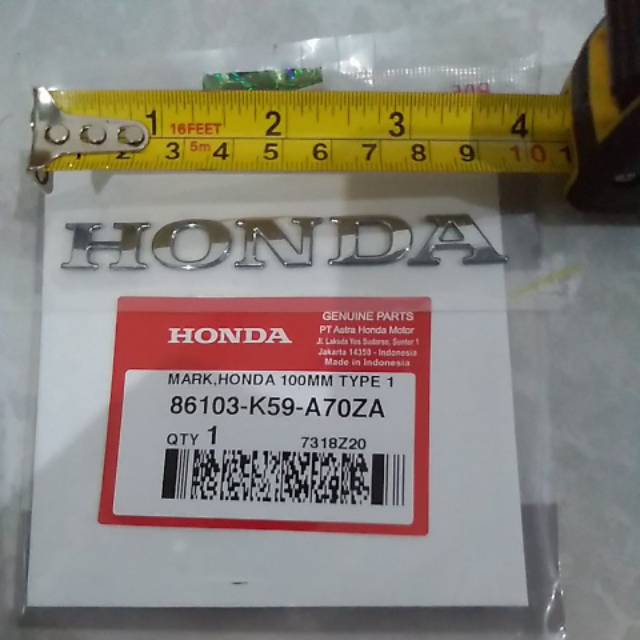 1 2 3 4
16FEET
5m
2 3 4 5 6 7 8 9 10 1
HONDA
HONDA
GENUINE PARTS
PT Astra Honda Motor
Jl. Laksda Yos Sudarso, Sunter 1
Jakarta 14350 - Indonesia
Made in Indonesia
MARK,HONDA 100MM TYPE 1
86103-K59-A70ZA
QTY 1
7318Z20